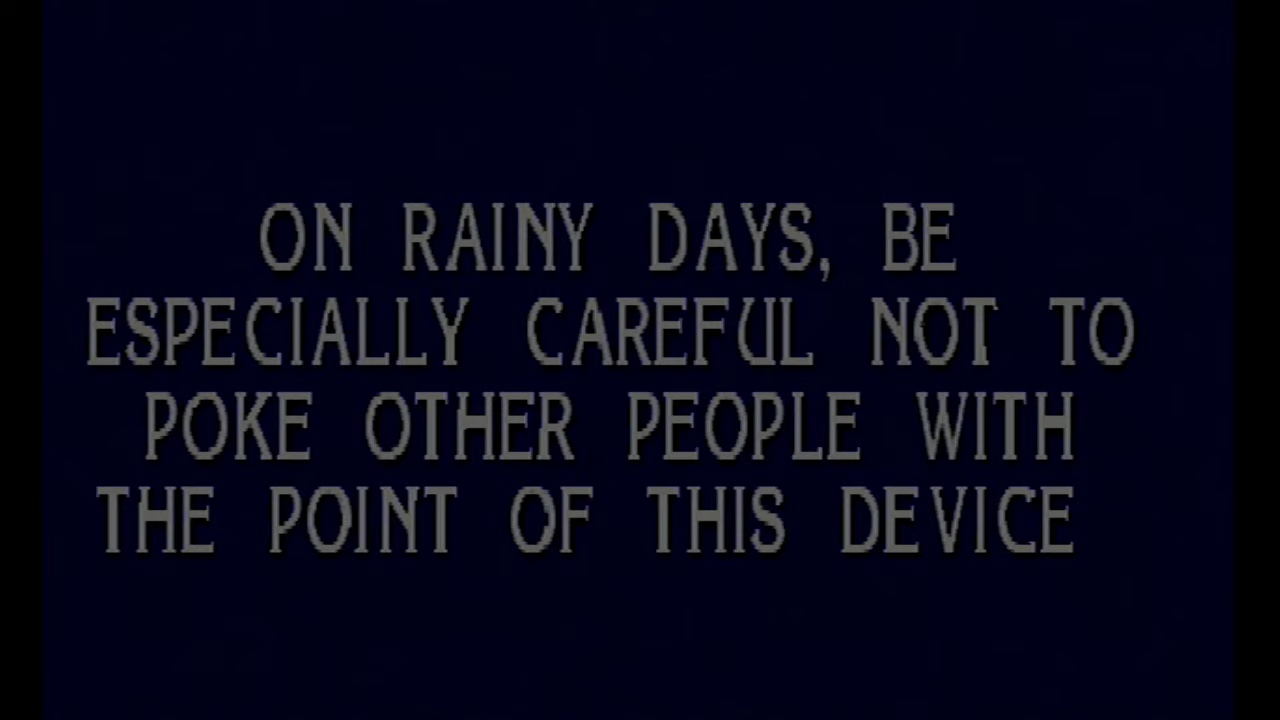 ON RAINY DAYS, BE
ESPECIALLY CAREFUL NOT TO
POKE OTHER PEOPLE WITH
THE POINT OF THIS DEVICE